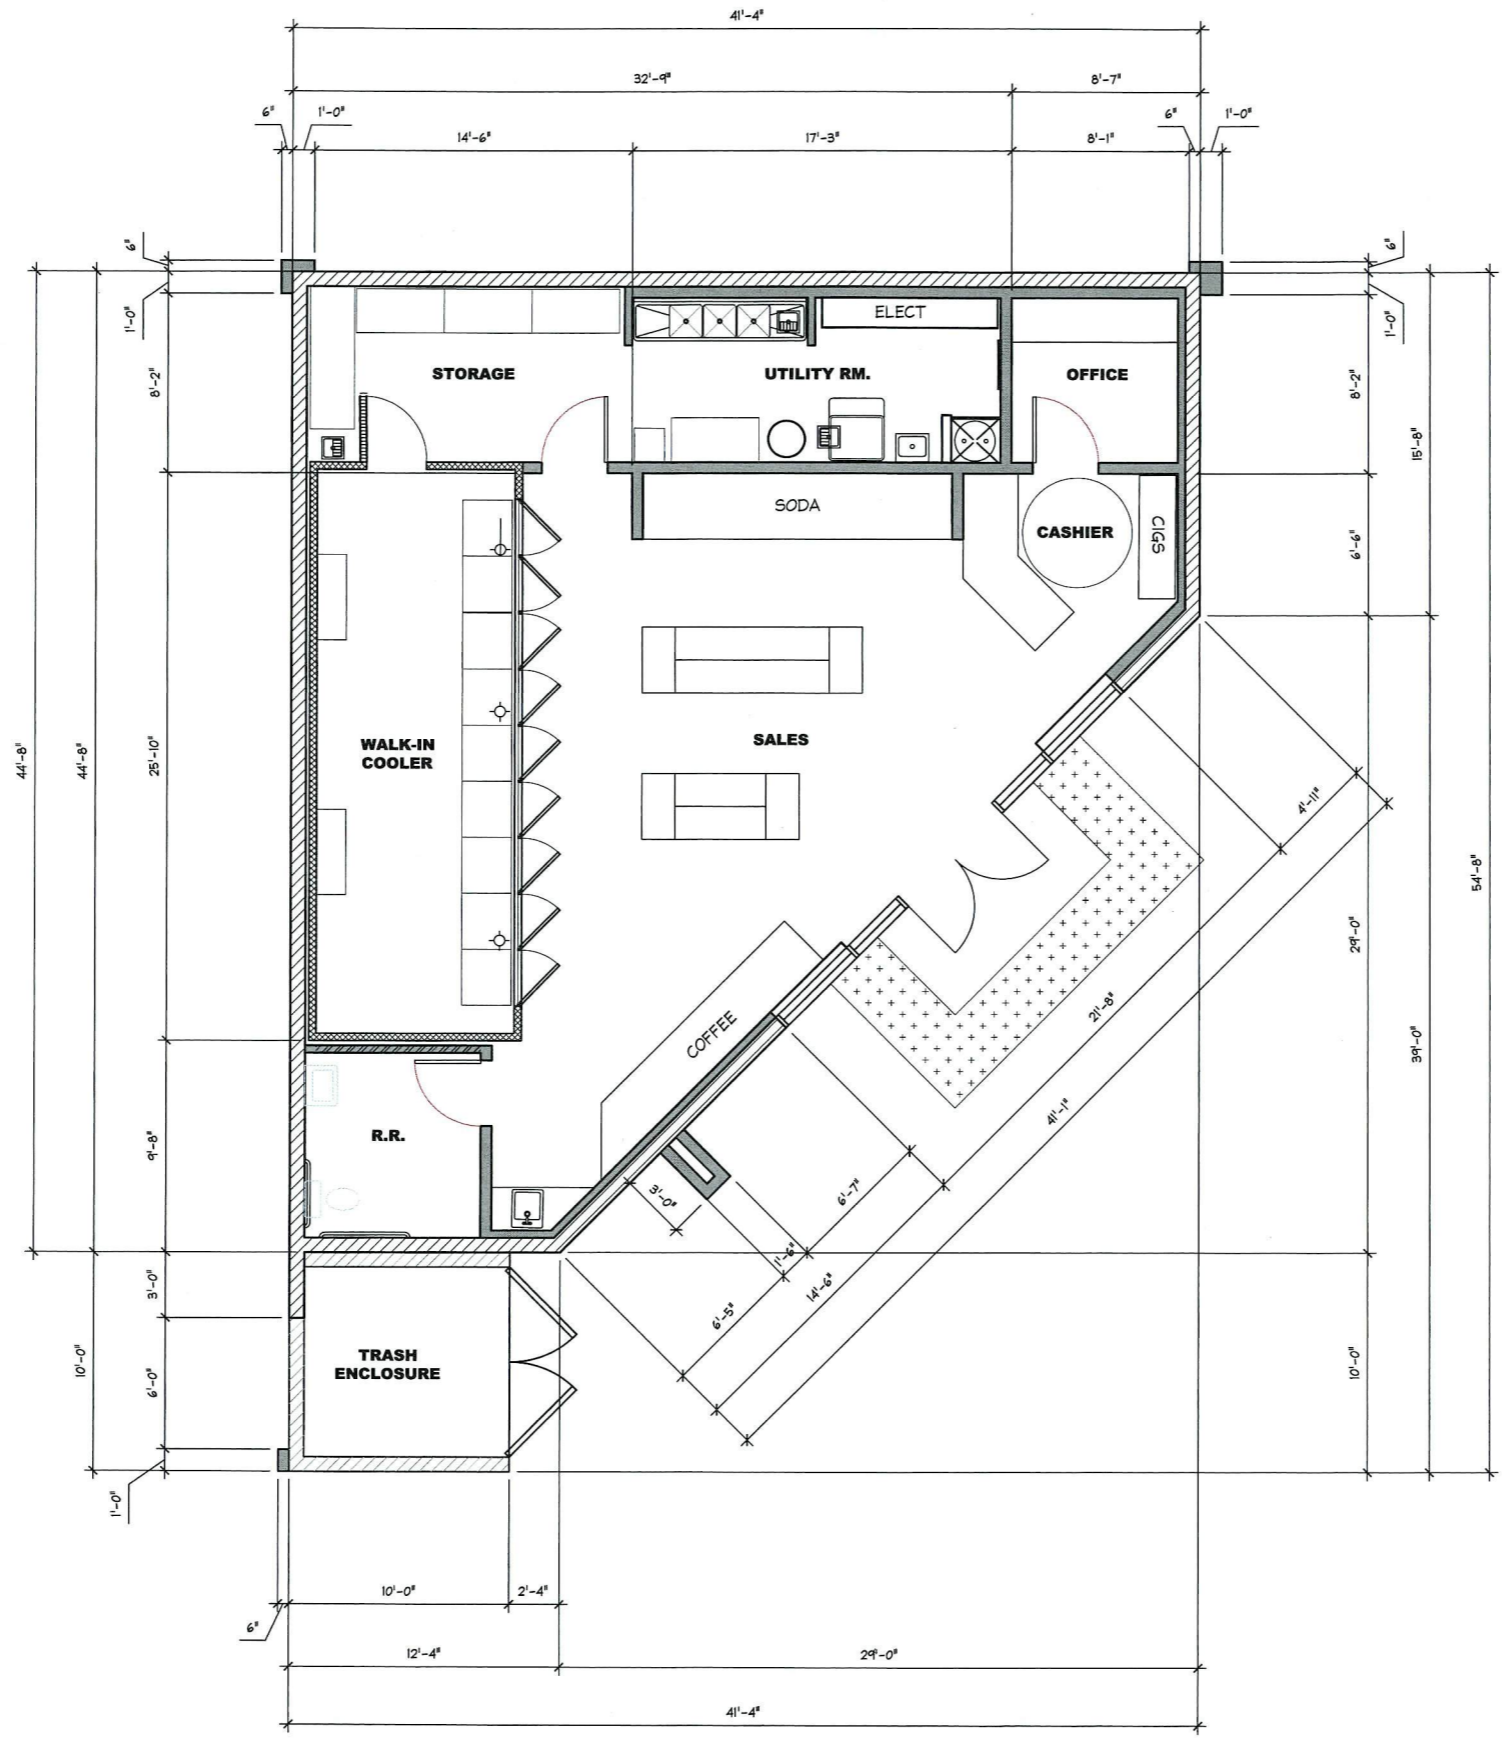 41'-4"
32'-9" 8'-7"
6" 1'-0" 14'-6" 17'-3" 8'-1" 6" 1'-0"
6" 6"
1'-0" 1'-0"
ELECT
STORAGE UTILITY RM. OFFICE
8'-2" 8'-2"
15'-8"
SODA
CASHIER CIGS
6'-6"
SALES
WALK-IN
COOLER
44'-8" 44'-8" 25'-10"
4'-11"
54'-8"
29'-0"
39'-0"
21'-8"
COFFEE
41'-1"
R.R.
9'-8"
3'-0" 6'-7"
1'-6"
14'-6"
6'-5"
3'-0"
TRASH
ENCLOSURE
10'-0" 6'-0" 10'-0"
1'-0"
10'-0" 2'-4"
6"
12'-4" 29'-0"
41'-4"